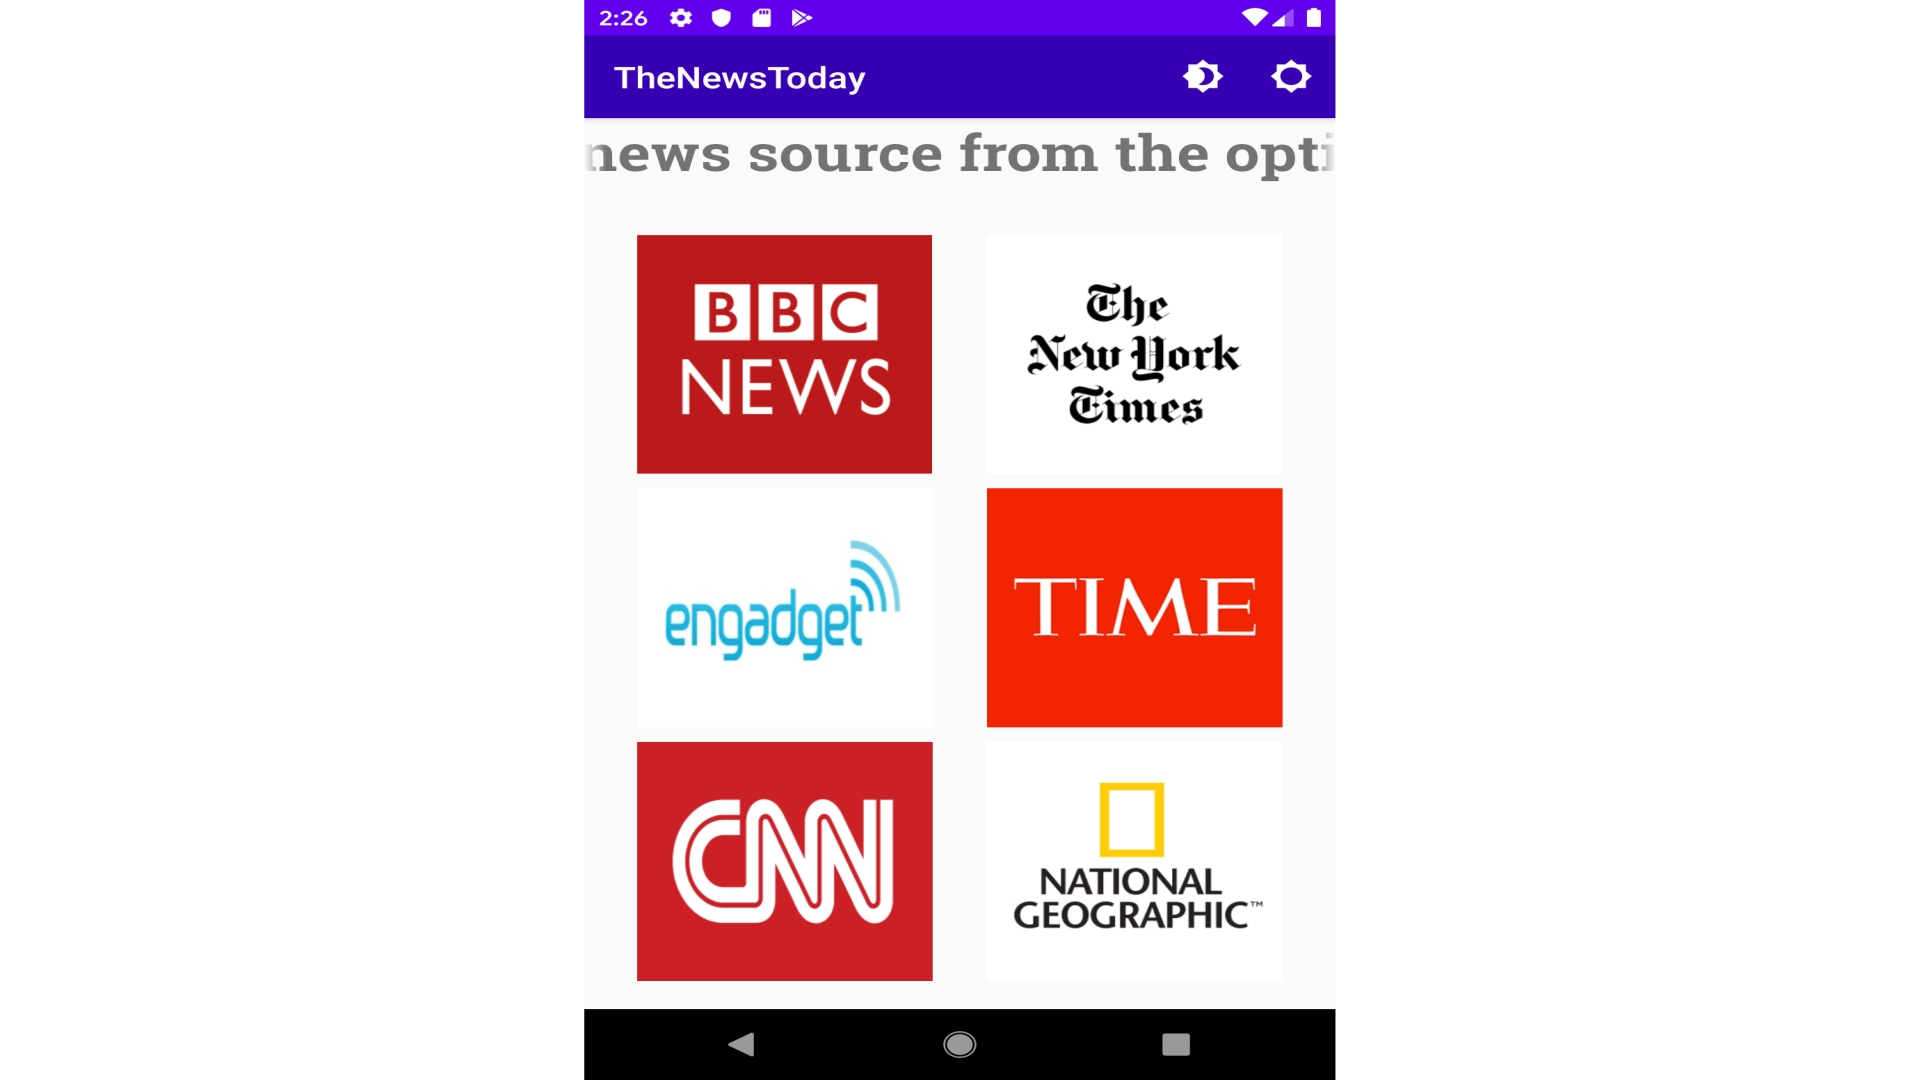 2:26
TheNewsToday
news source from the opti
BBC
NEWS
The
New York
Times
engadget
TIME
CNN
NATIONAL
GEOGRAPHIC™